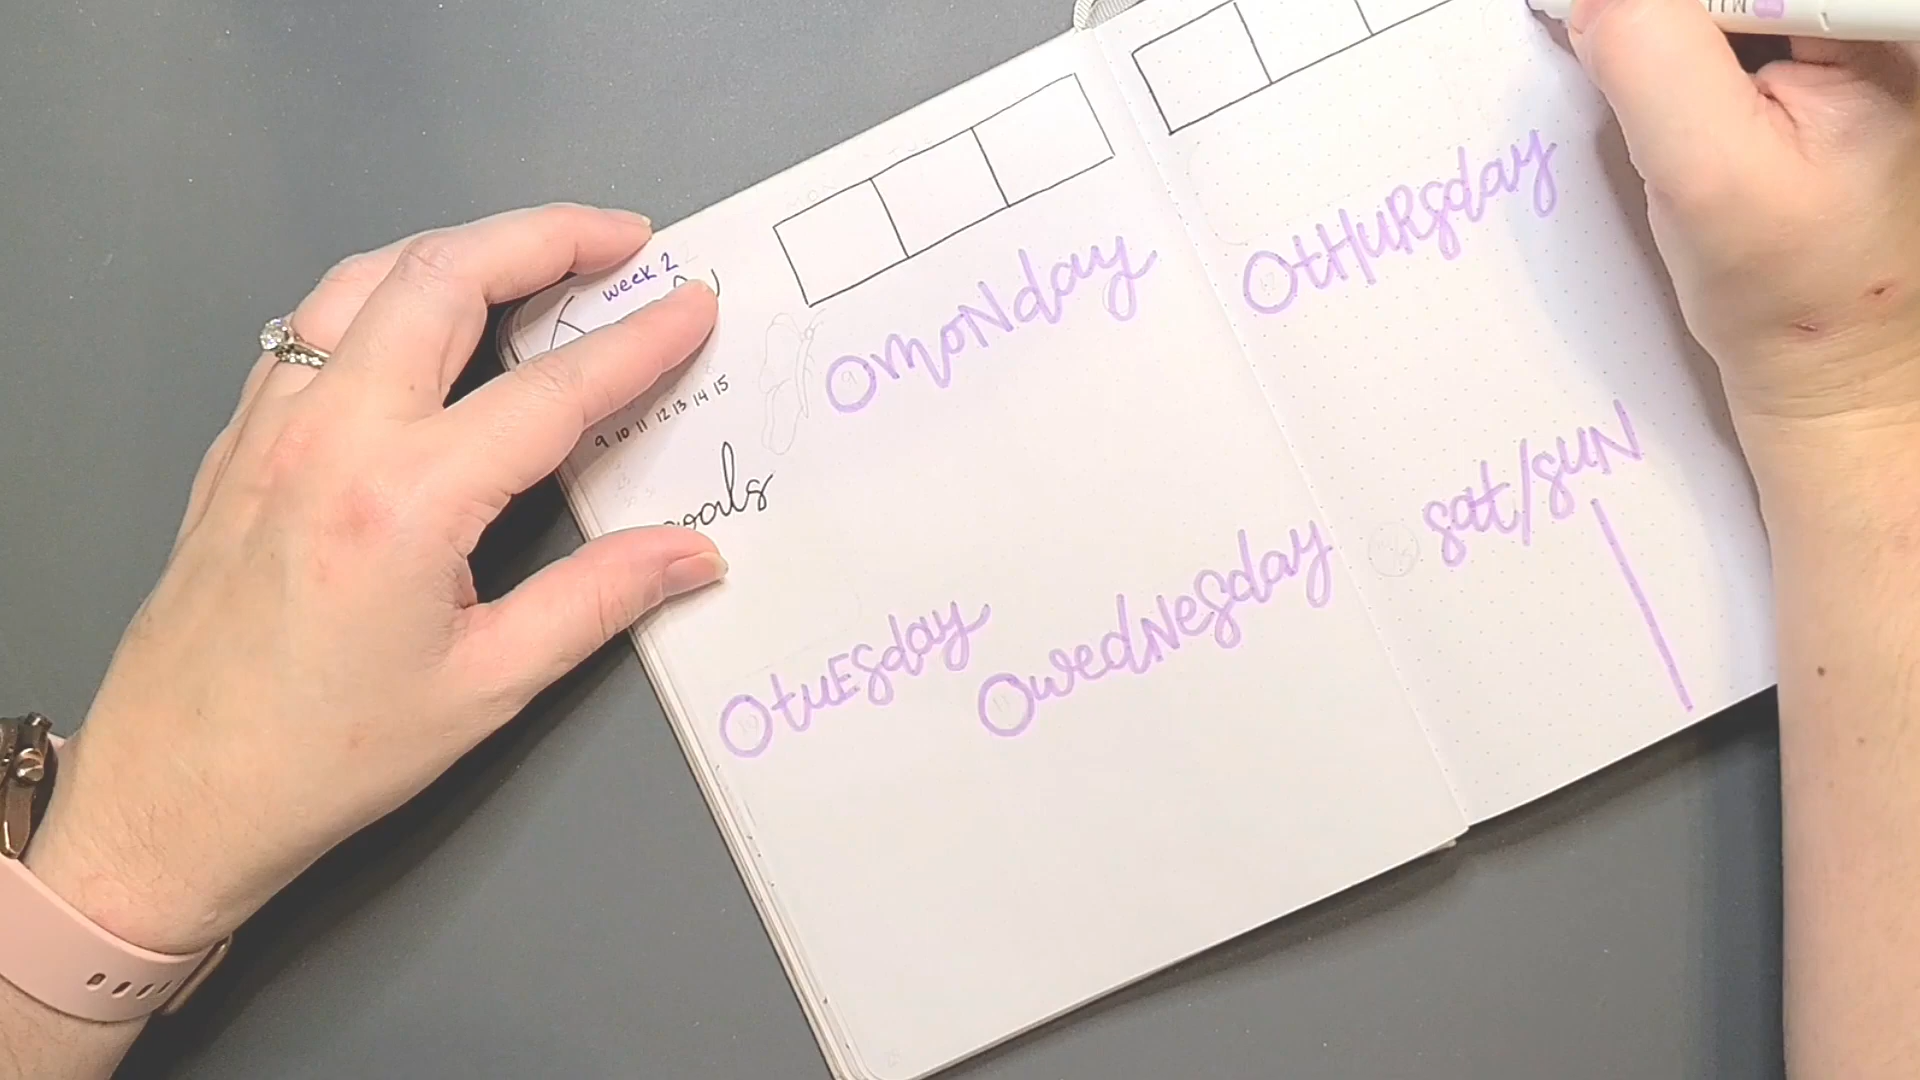 week 2
9 10 11 12 13 14 15
goals
monday
tuesday
wednesday
thursday
sat/sun